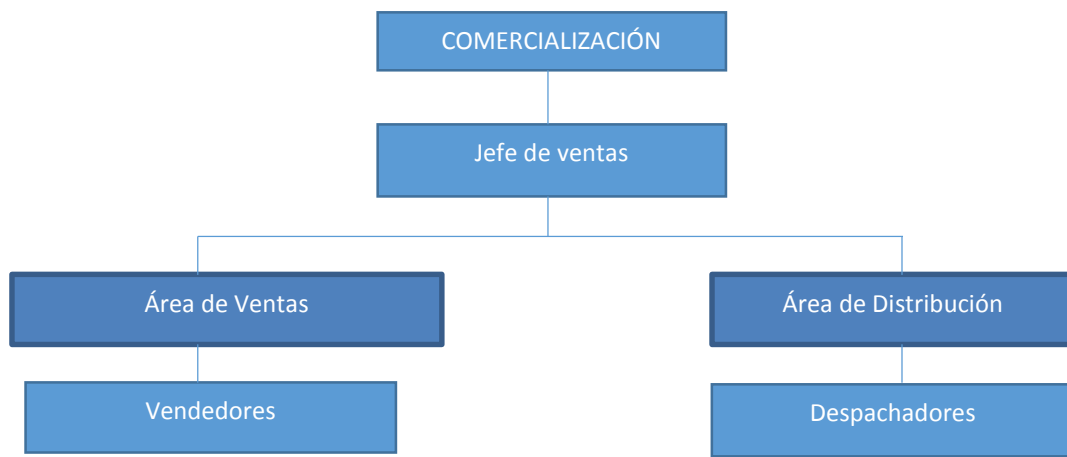 COMERCIALIZACIÓN
Jefe de ventas
Área de Ventas
Área de Distribución
Vendedores
Despachadores